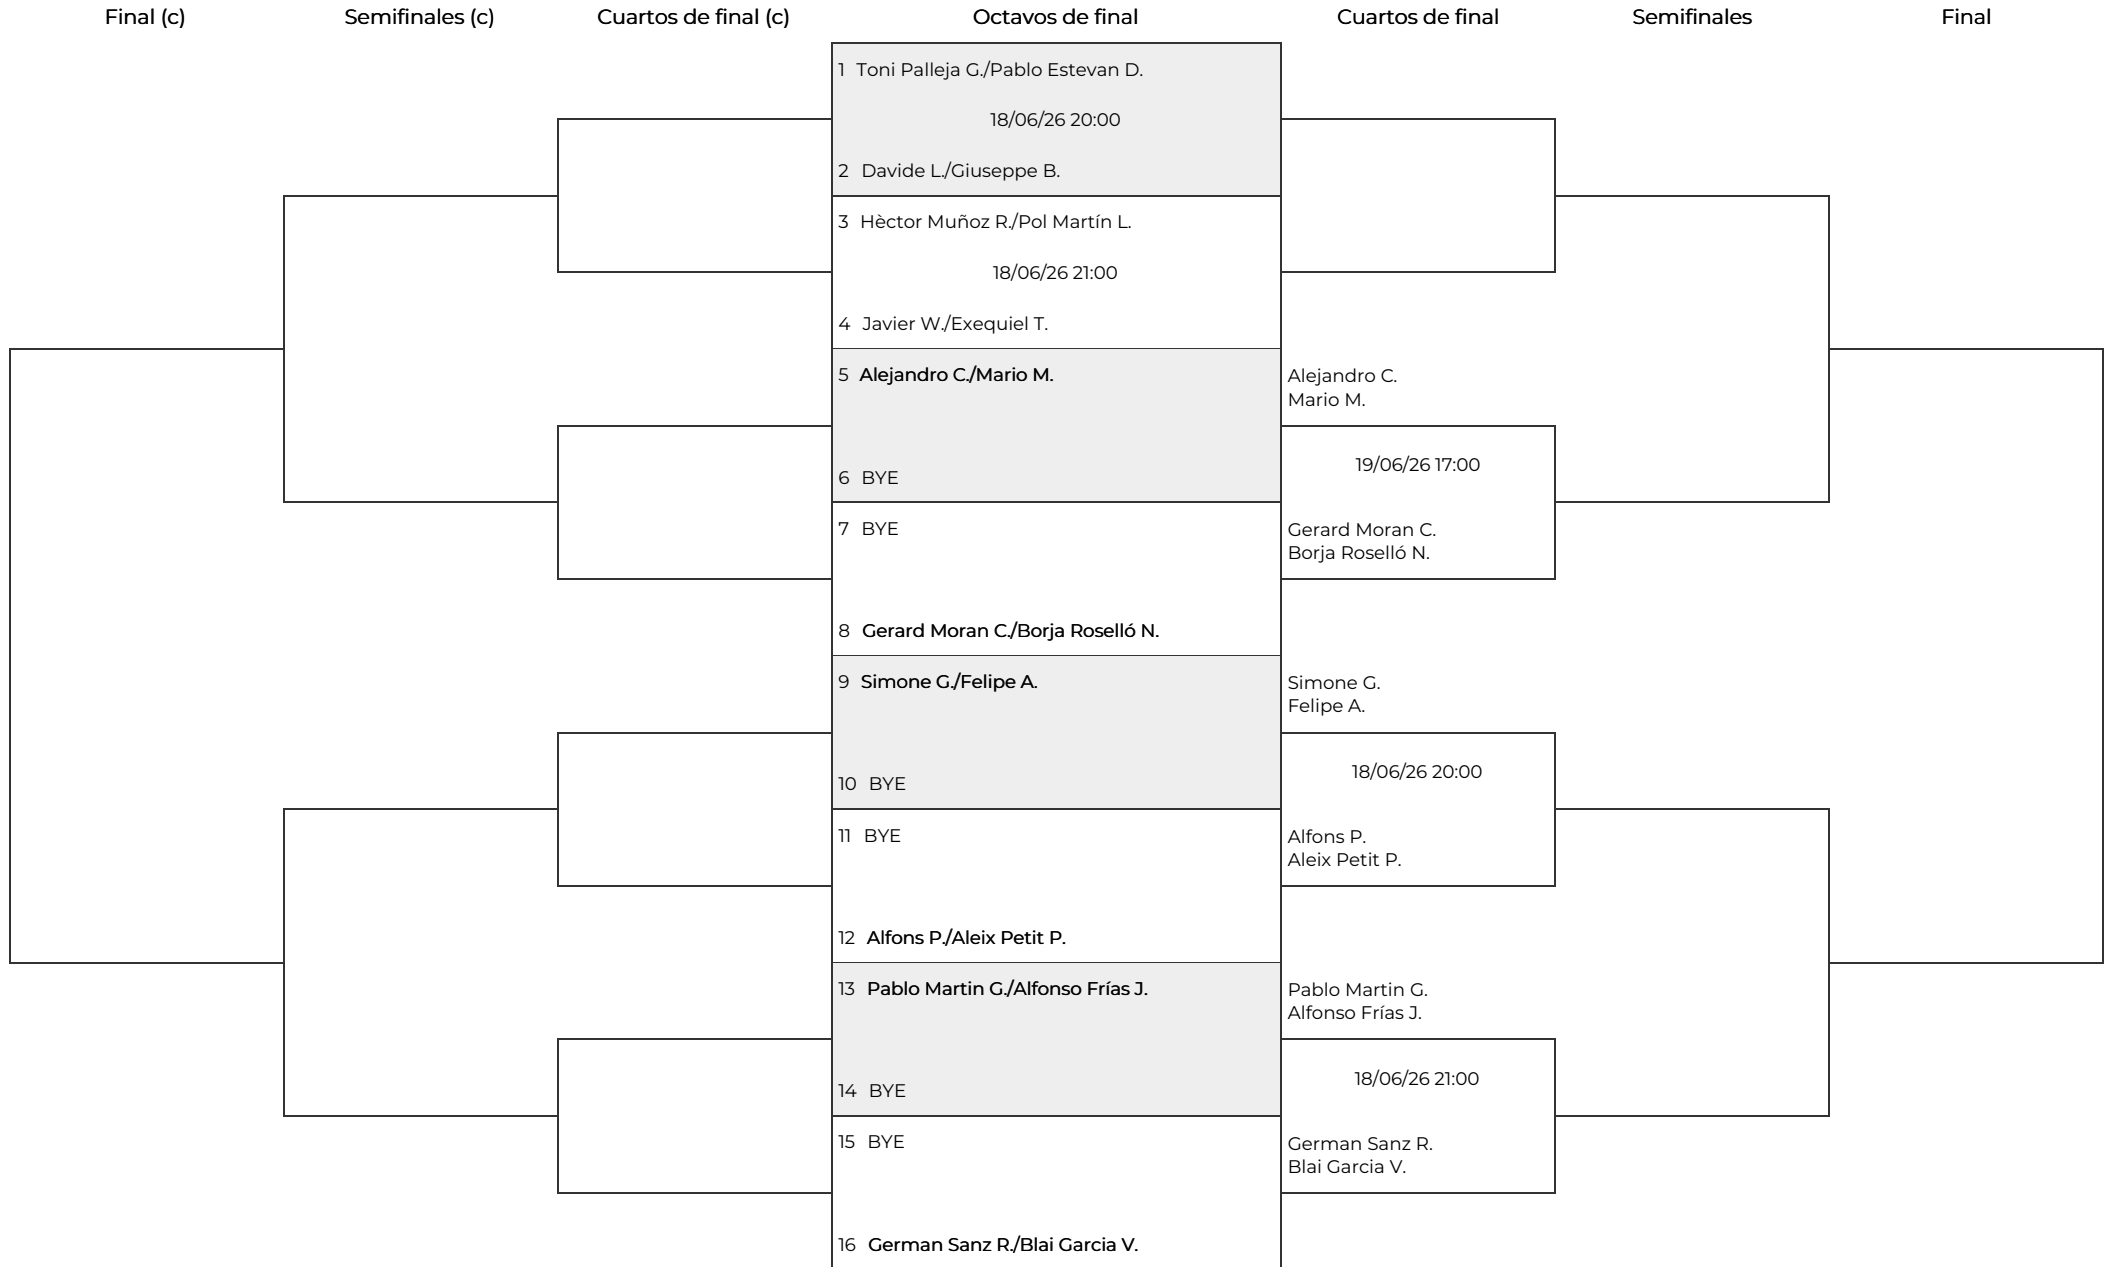 Final (c)
Semifinales (c)
Cuartos de final (c)
Octavos de final
Cuartos de final
Semifinales
Final
1 Toni Palleja G./Pablo Estevan D.
18/06/26 20:00
2 Davide L./Giuseppe B.
3 Hèctor Muñoz R./Pol Martín L.
18/06/26 21:00
4 Javier W./Exequiel T.
5 Alejandro C./Mario M.
6 BYE
7 BYE
8 Gerard Moran C./Borja Roselló N.
9 Simone G./Felipe A.
10 BYE
11 BYE
12 Alfons P./Aleix Petit P.
13 Pablo Martin G./Alfonso Frías J.
14 BYE
15 BYE
16 German Sanz R./Blai Garcia V.
Alejandro C.
Mario M.
19/06/26 17:00
Gerard Moran C.
Borja Roselló N.
Simone G.
Felipe A.
18/06/26 20:00
Alfons P.
Aleix Petit P.
Pablo Martin G.
Alfonso Frías J.
18/06/26 21:00
German Sanz R.
Blai Garcia V.